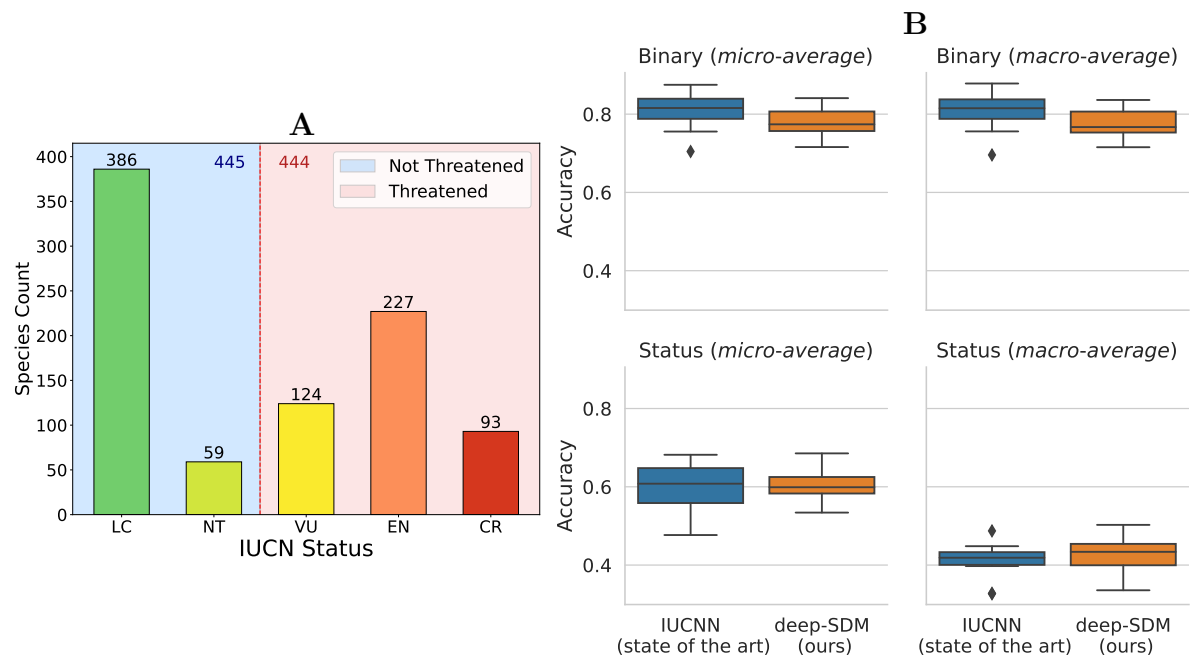 A
400
350
300
250
200
150
100
50
0
Species Count
386
59
124
227
93
445
444
Not Threatened
Threatened
LC NT VU EN CR
IUCN Status
B
Binary (micro-average)
Binary (macro-average)
Accuracy
0.8
0.6
0.4
Status (micro-average)
Status (macro-average)
Accuracy
0.8
0.6
0.4
IUCNN
(state of the art)
deep-SDM
(ours)
IUCNN
(state of the art)
deep-SDM
(ours)